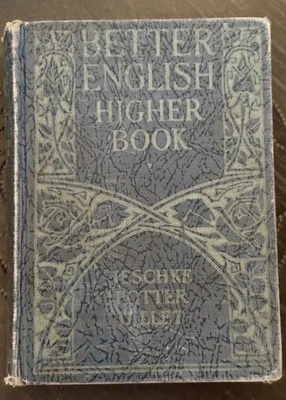 BETTER
ENGLISH
HIGHER
BOOK
JESCHKE
POTTER
GILLET